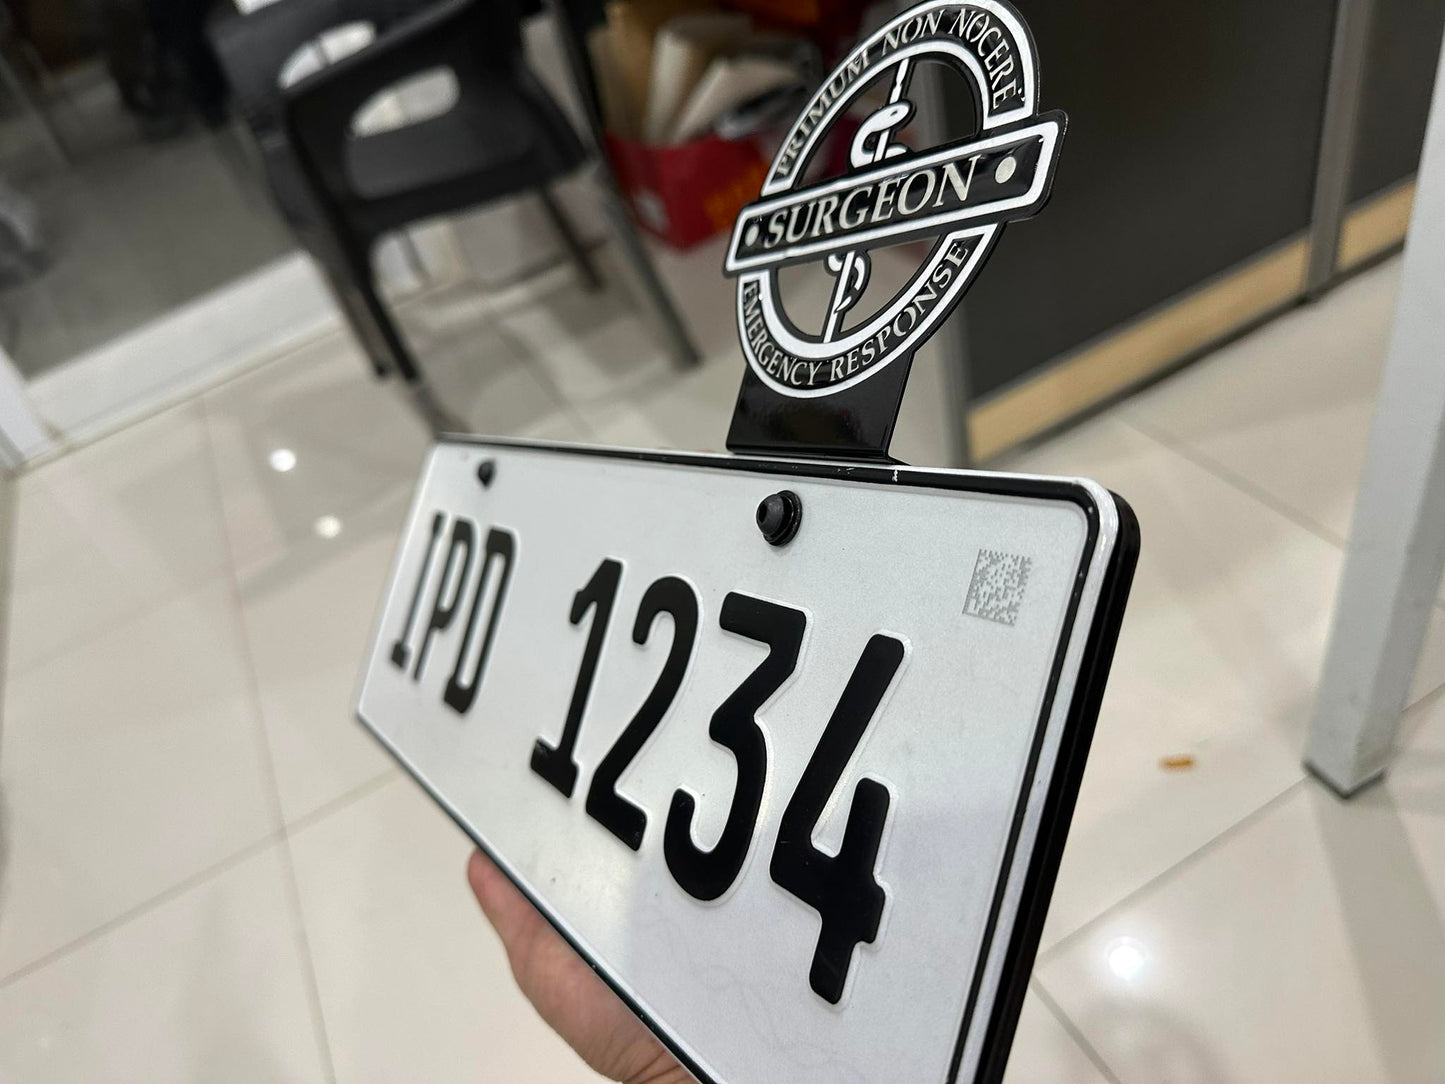 PRIMUM NON NOCERE
SURGEON
EMERGENCY RESPONSE
IPD 1234